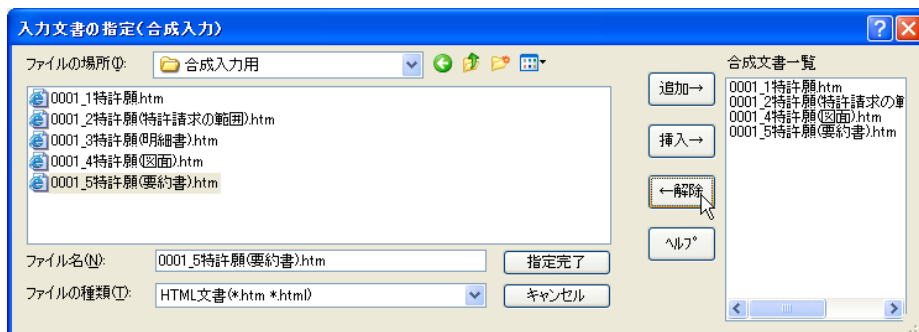 入力文書の指定(合成入力)
ファイルの場所(I):
合成入力用
0001_1特許願.htm
0001_2特許願(特許請求の範囲).htm
0001_3特許願(明細書).htm
0001_4特許願(図面).htm
0001_5特許願(要約書).htm
ファイル名(N):
0001_5特許願(要約書).htm
指定完了
ファイルの種類(T):
HTML文書(*.htm *.html)
キャンセル
追加→
挿入→
←解除
ヘルプ
合成文書一覧
0001_1特許願.htm
0001_2特許願(特許請求の範
0001_4特許願(図面).htm
0001_5特許願(要約書).htm